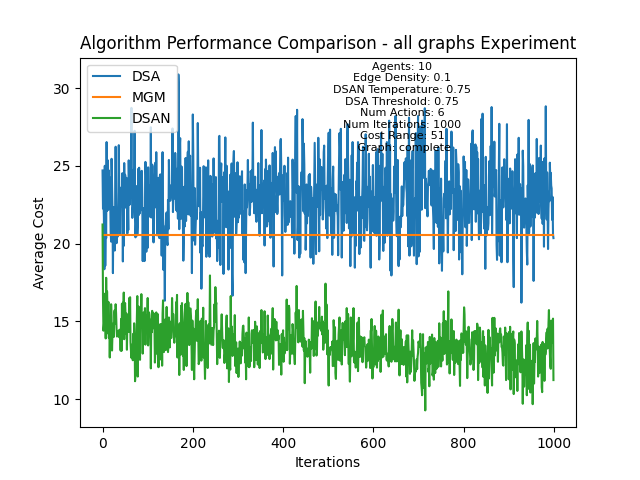 Algorithm Performance Comparison - all graphs Experiment
DSA
MGM
DSAN
Agents: 10
Edge Density: 0.1
DSAN Temperature: 0.75
DSA Threshold: 0.75
Num Actions: 6
Num Iterations: 1000
Cost Range: 51
Graph: complete
Average Cost
30
25
20
15
10
0
200
400
600
800
1000
Iterations